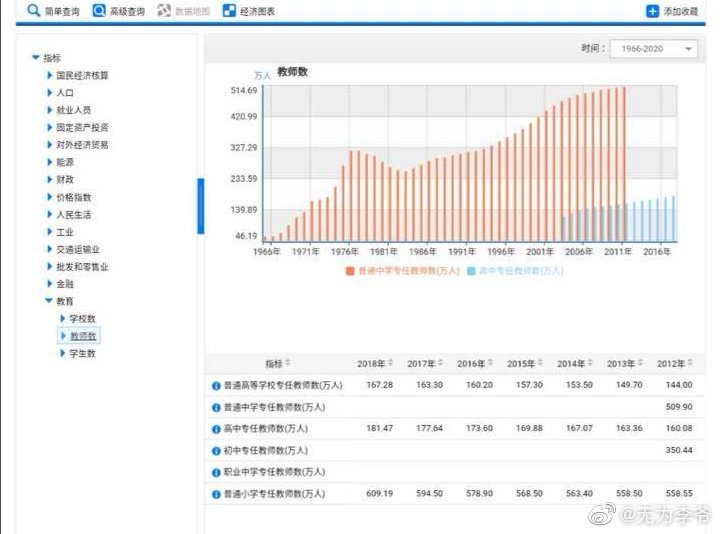 简单查询 高级查询 数据地图 经济图表 添加收藏
时间： 1966-2020
指标
国民经济核算
人口
就业人员
固定资产投资
对外经济贸易
能源
财政
价格指数
人民生活
工业
交通运输业
批发和零售业
金融
教育
学校数
教师数
学生数
万人 教师数
514.69
420.99
327.29
233.59
139.89
46.19
1966年 1971年 1976年 1981年 1986年 1991年 1996年 2001年 2006年 2011年 2016年
普通中学专任教师数(万人) 高中专任教师数(万人)
指标 2018年 2017年 2016年 2015年 2014年 2013年 2012年
普通高等学校专任教师数(万人) 167.28 163.30 160.20 157.30 153.50 149.70 144.00
普通中学专任教师数(万人) 509.90
高中专任教师数(万人) 181.47 177.64 173.60 169.88 167.07 163.36 160.08
初中专任教师数(万人) 350.44
职业中学专任教师数(万人)
普通小学专任教师数(万人) 609.19 594.50 578.90 568.50 563.40 558.50 558.55
@无为李爷